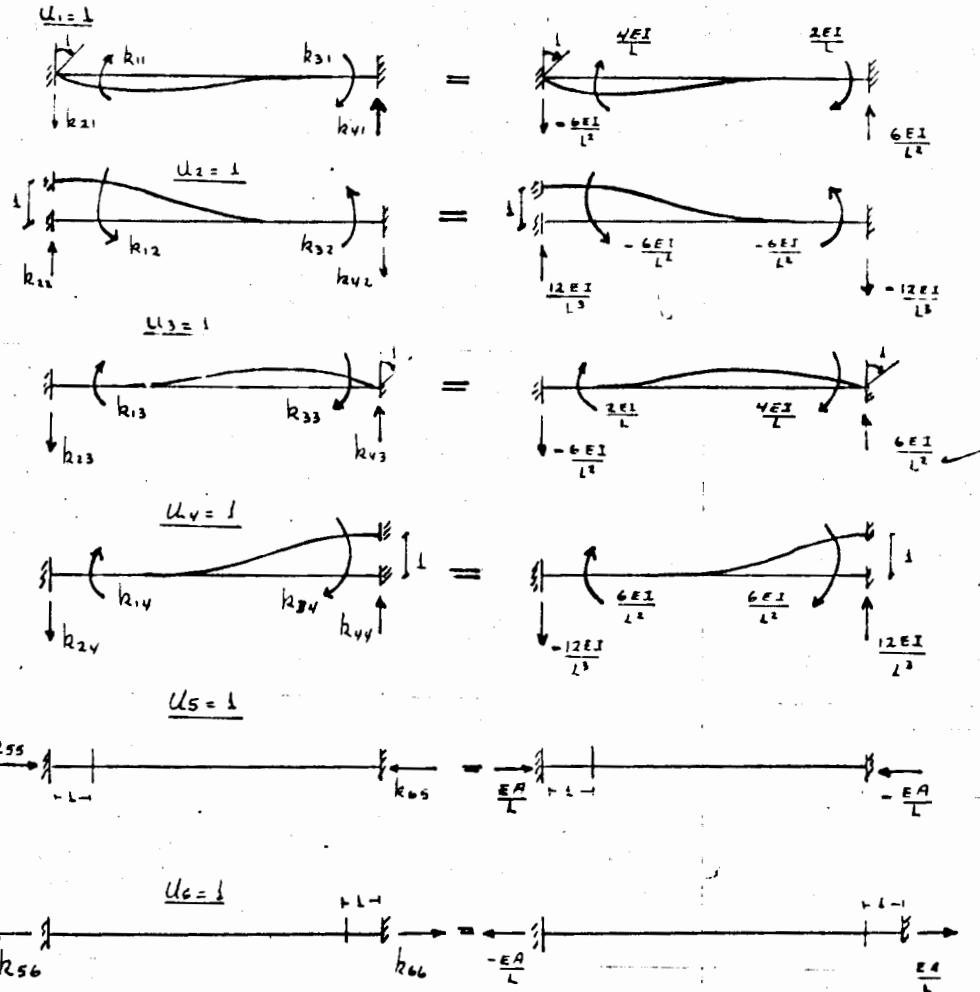 U1 = 1
1 k11 k31 = 1 4EI/L 2EI/L
k21 k41 -6EI/L² 6EI/L²
U2 = 1
1 k12 k32 = 1 -6EI/L² -6EI/L²
k22 k42 12EI/L³ -12EI/L³
U3 = 1
1 = 1
k13 k33 2EI/L 4EI/L
k23 k43 -6EI/L² 6EI/L²
U4 = 1
1 = 1
k14 k34 6EI/L² 6EI/L²
k24 k44 -12EI/L³ 12EI/L³
U5 = 1
k55 1 k65 = EA/L 1 -EA/L
U6 = 1
1 = 1
k56 k66 -EA/L EA/L